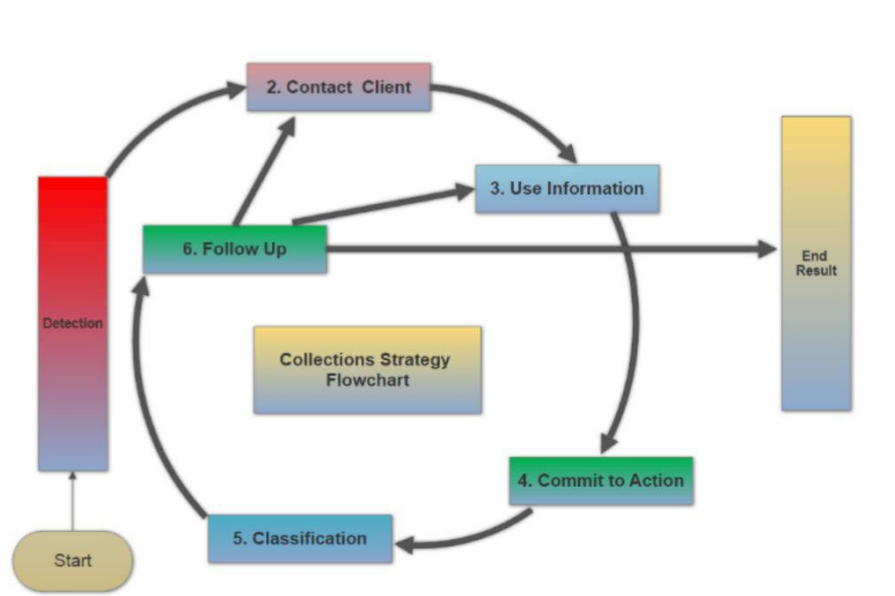 2. Contact Client
3. Use Information
6. Follow Up
End
Result
Detection
Collections Strategy
Flowchart
4. Commit to Action
5. Classification
Start